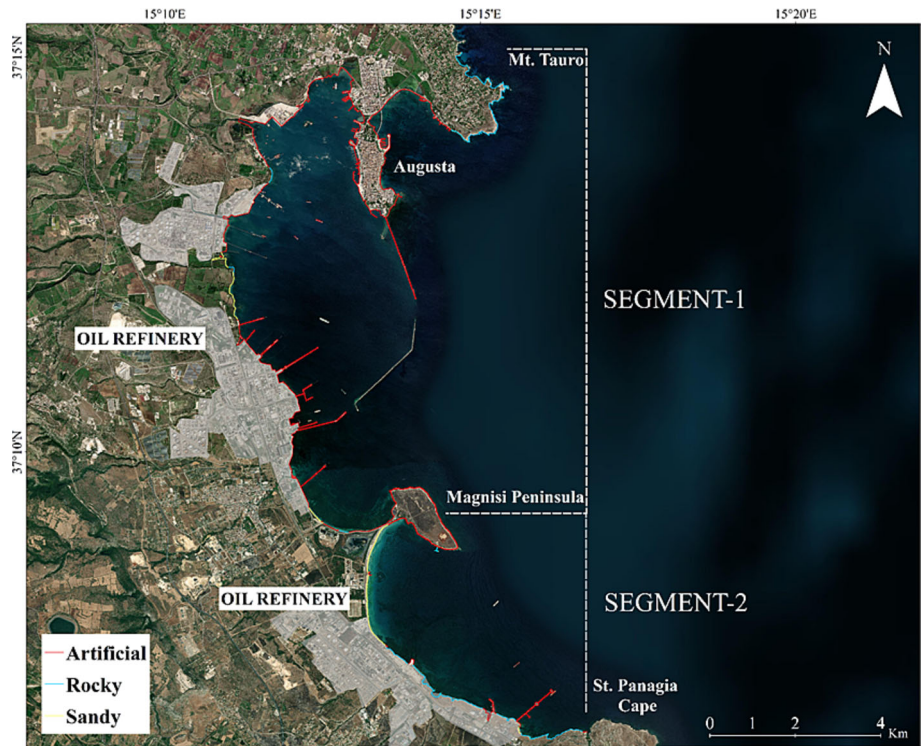 15°10'E
15°15'E
15°20'E
37°15'N
Mt. Tauro
N
Augusta
SEGMENT-1
OIL REFINERY
37°10'N
Magnisi Peninsula
OIL REFINERY
SEGMENT-2
Artificial
Rocky
Sandy
St. Panagia
Cape
0 1 2 4
Km